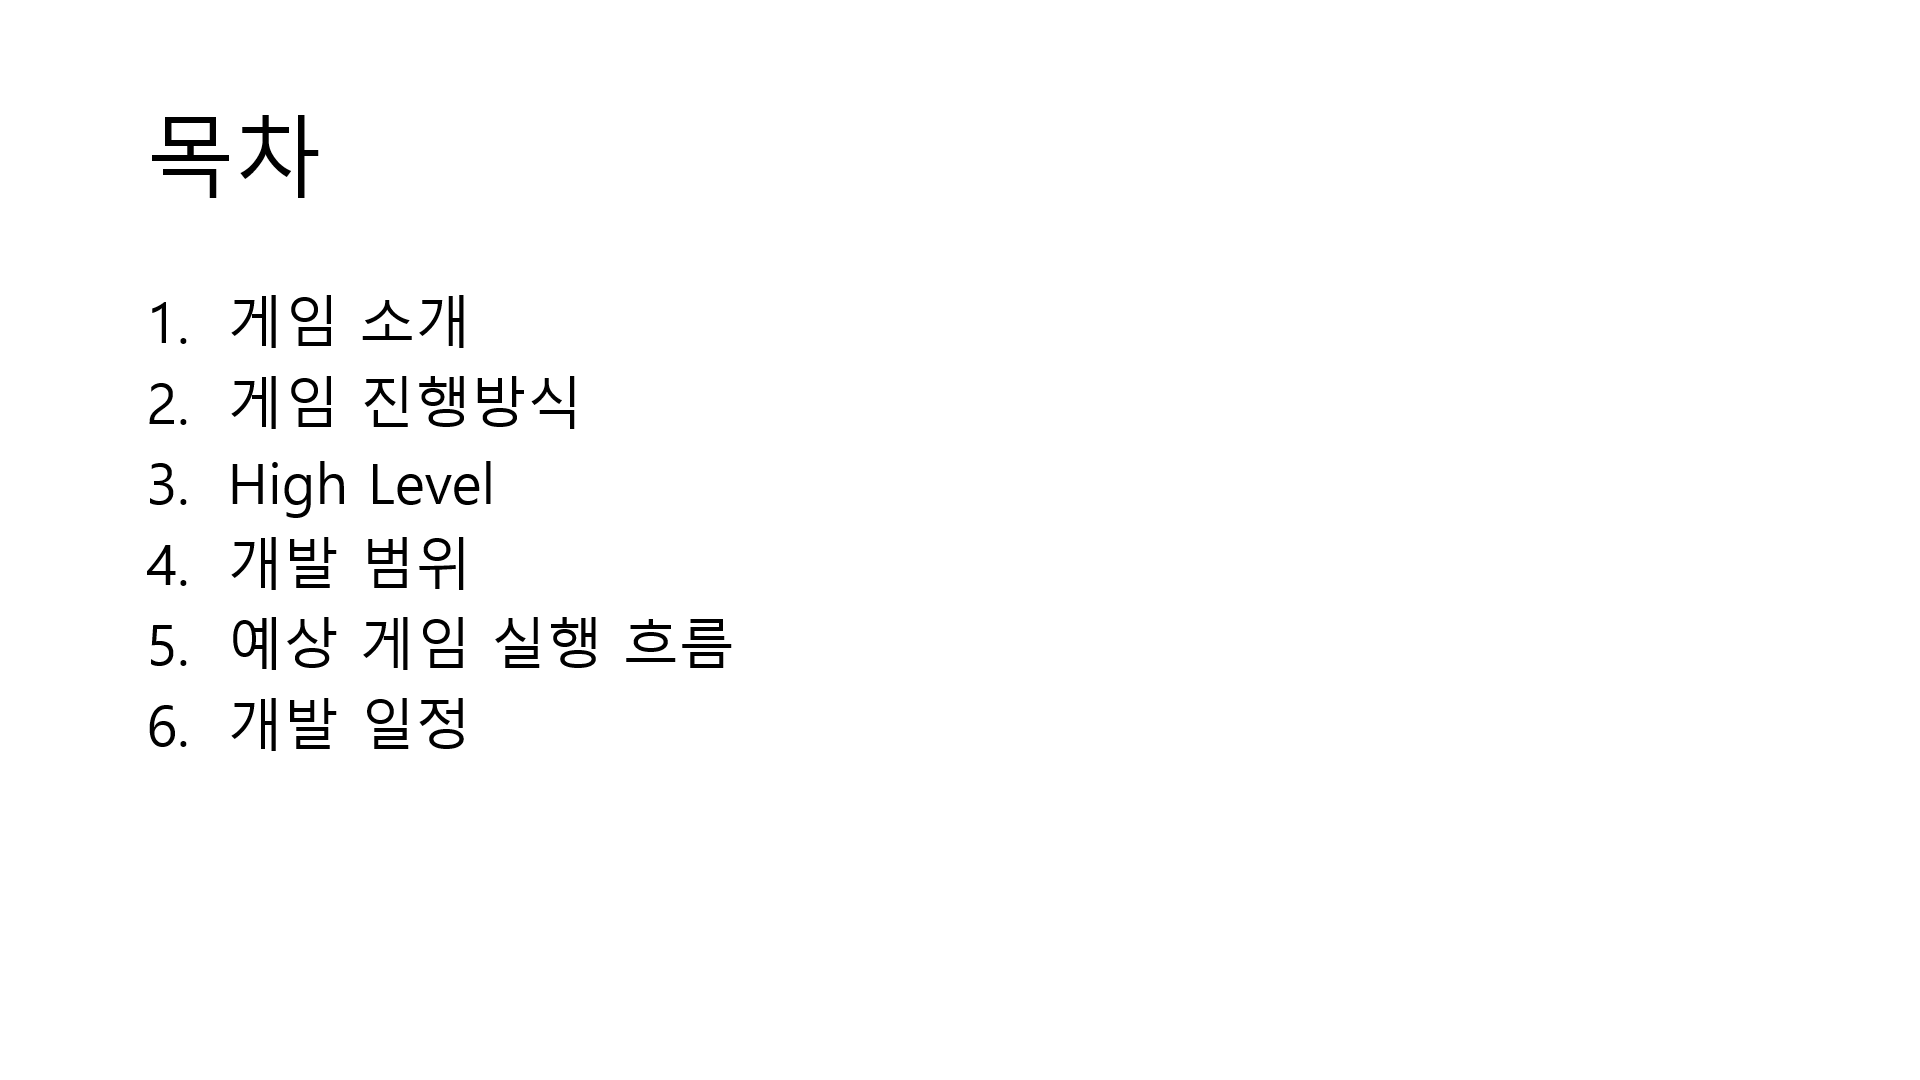 목차
1. 게임 소개
2. 게임 진행방식
3. High Level
4. 개발 범위
5. 예상 게임 실행 흐름
6. 개발 일정